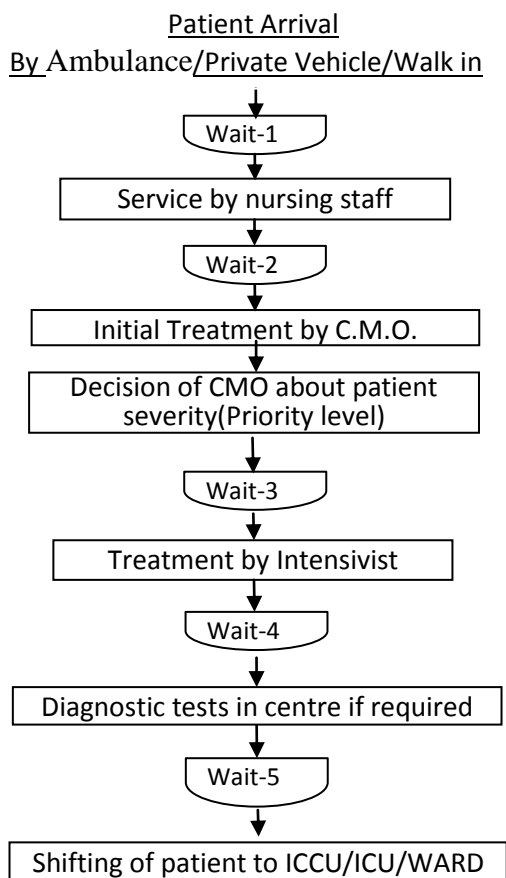 Patient Arrival
By Ambulance/Private Vehicle/Walk in
Wait-1
Service by nursing staff
Wait-2
Initial Treatment by C.M.O.
Decision of CMO about patient
severity(Priority level)
Wait-3
Treatment by Intensivist
Wait-4
Diagnostic tests in centre if required
Wait-5
Shifting of patient to ICCU/ICU/WARD